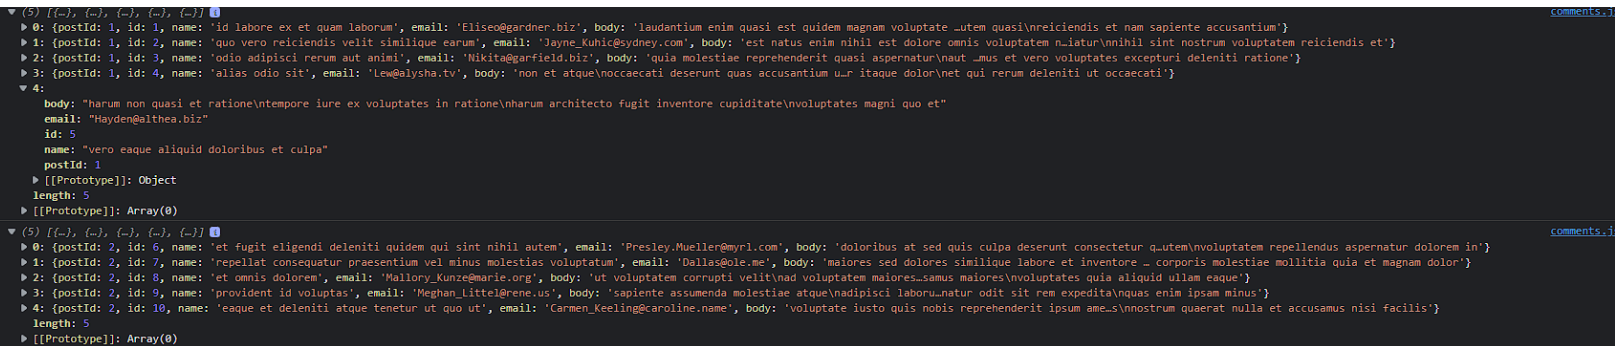 (5) [{…}, {…}, {…}, {…}, {…}] i comments.j
0: {postId: 1, id: 1, name: 'id labore ex et quam laborum', email: 'Eliseo@gardner.biz', body: 'laudantium enim quasi est quidem magnam voluptate …utem quasi\nreiciendis et nam sapiente accusantium'}
1: {postId: 1, id: 2, name: 'quo vero reiciendis velit similique earum', email: 'Jayne_Kuhic@sydney.com', body: 'est natus enim nihil est dolore omnis voluptatem n…iatur\nnihil sint nostrum voluptatem reiciendis et'}
2: {postId: 1, id: 3, name: 'odio adipisci rerum aut animi', email: 'Nikita@garfield.biz', body: 'quia molestiae reprehenderit quasi aspernatur\naut …mus et vero voluptates excepturi deleniti ratione'}
3: {postId: 1, id: 4, name: 'alias odio sit', email: 'Lew@alysha.tv', body: 'non et atque\noccaecati deserunt quas accusantium u…r itaque dolor\net qui rerum deleniti ut occaecati'}
4:
body: "harum non quasi et ratione\ntempore iure ex voluptates in ratione\nharum architecto fugit inventore cupiditate\nvoluptates magni quo et"
email: "Hayden@althea.biz"
id: 5
name: "vero eaque aliquid doloribus et culpa"
postId: 1
[[Prototype]]: Object
length: 5
[[Prototype]]: Array(0)
(5) [{…}, {…}, {…}, {…}, {…}] i comments.j
0: {postId: 2, id: 6, name: 'et fugit eligendi deleniti quidem qui sint nihil autem', email: 'Presley.Mueller@myrl.com', body: 'doloribus at sed quis culpa deserunt consectetur q…utem\nvoluptatem repellendus aspernatur dolorem in'}
1: {postId: 2, id: 7, name: 'repellat consequatur praesentium vel minus molestias voluptatum', email: 'Dallas@ole.me', body: 'maiores sed dolores similique labore et inventore … corporis molestiae mollitia quia et magnam dolor'}
2: {postId: 2, id: 8, name: 'et omnis dolorem', email: 'Mallory_Kunze@marie.org', body: 'ut voluptatem corrupti velit\nad voluptatem maiores…samus maiores\nvoluptates quia aliquid ullam eaque'}
3: {postId: 2, id: 9, name: 'provident id voluptas', email: 'Meghan_Littel@rene.us', body: 'sapiente assumenda molestiae atque\nadipisci laboru…natur odit sit rem expedita\nquas enim ipsam minus'}
4: {postId: 2, id: 10, name: 'eaque et deleniti atque tenetur ut quo ut', email: 'Carmen_Keeling@caroline.name', body: 'voluptate iusto quis nobis reprehenderit ipsum ame…s\nnostrum quaerat nulla et accusamus nisi facilis'}
length: 5
[[Prototype]]: Array(0)